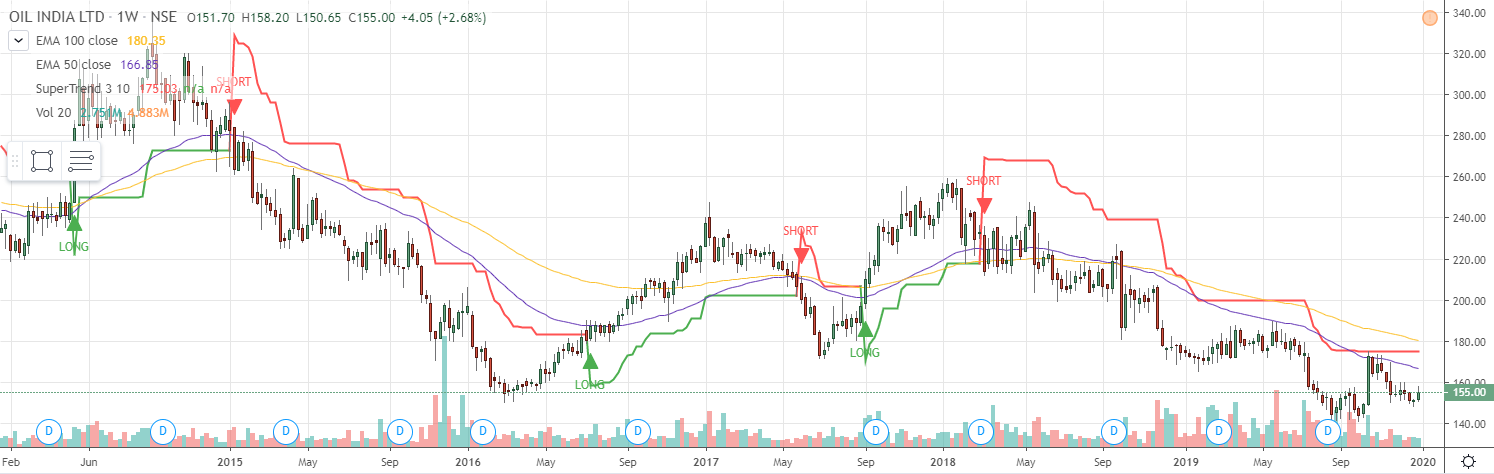 OIL INDIA LTD · 1W · NSE O151.70 H158.20 L150.65 C155.00 +4.05 (+2.68%)
EMA 100 close 180.35
EMA 50 close 166.85
SuperTrend 3 10 175.03 n/a n/a
Vol 20 4.883M
SHORT
LONG
LONG
SHORT
LONG
SHORT
340.00
320.00
300.00
280.00
260.00
240.00
220.00
200.00
180.00
160.00
155.00
140.00
D D D D D D D D D D D
Feb Jun 2015 May Sep 2016 May Sep 2017 May Sep 2018 May Sep 2019 May Sep 2020